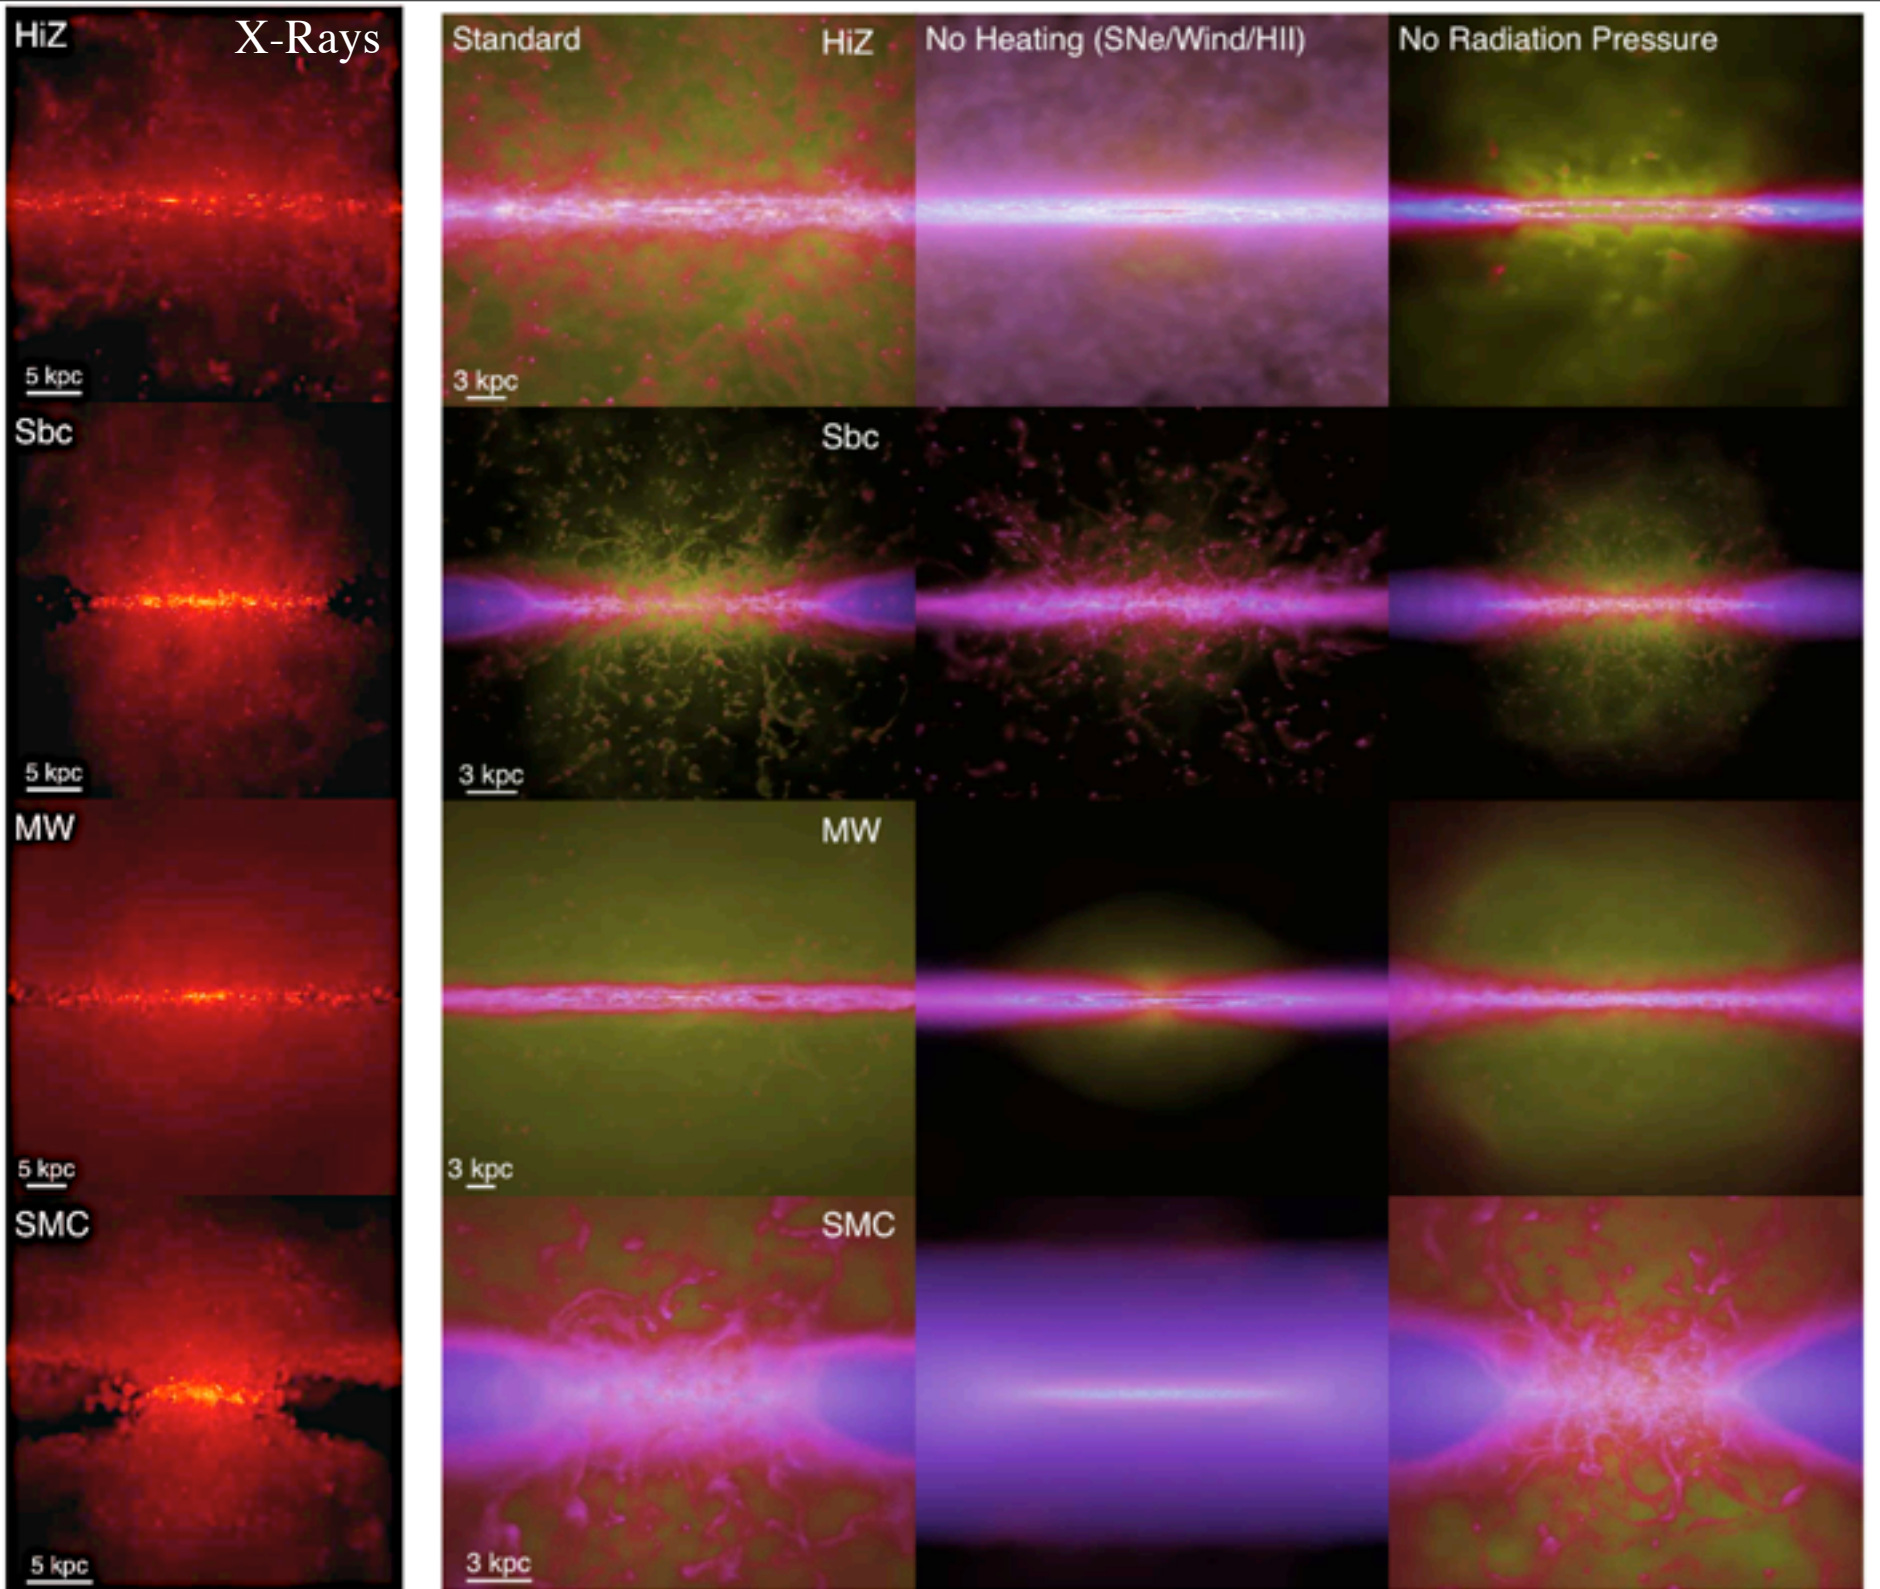 HiZ X-Rays
Standard HiZ No Heating (SNe/Wind/HII) No Radiation Pressure
5 kpc
3 kpc
Sbc
Sbc
5 kpc
3 kpc
MW
MW
5 kpc
3 kpc
SMC
SMC
5 kpc
3 kpc